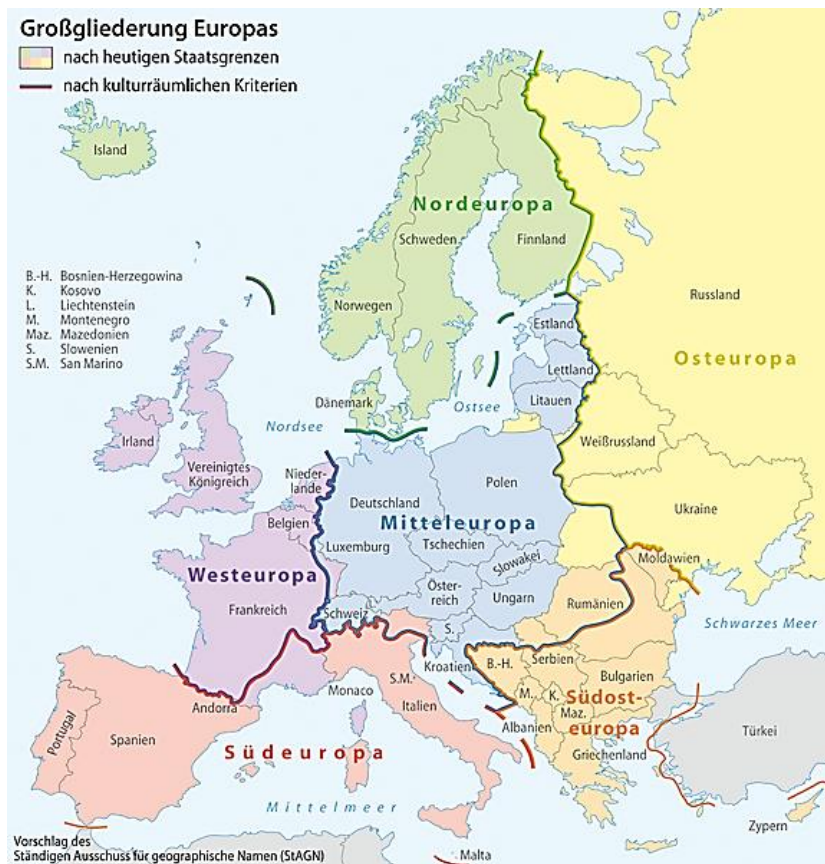 Großgliederung Europas
nach heutigen Staatsgrenzen
nach kulturräumlichen Kriterien
Island
Nordeuropa
Schweden
Finnland
Norwegen
B.-H. Bosnien-Herzegowina
K. Kosovo
L. Liechtenstein
M. Montenegro
Maz. Mazedonien
S. Slowenien
S.M. San Marino
Russland
Estland
Osteuropa
Lettland
Dänemark
Ostsee
Litauen
Nordsee
Weißrussland
Irland
Vereinigtes
Königreich
Nieder-
lande
Polen
Deutschland
Ukraine
Belgien
Mitteleuropa
Luxemburg
Tschechien
Slowakei
Moldawien
Westeuropa
Öster-
reich
Ungarn
Frankreich
Schweiz
L.
Rumänien
S.
Schwarzes Meer
Kroatien
B.-H.
Serbien
S.M.
Bulgarien
Monaco
M.
K.
Andorra
Italien
Maz.
Südost-
europa
Portugal
Spanien
Albanien
Türkei
Südeuropa
Griechenland
Mittelmeer
Zypern
Malta
Vorschlag des
Ständigen Ausschuss für geographische Namen (StAGN)